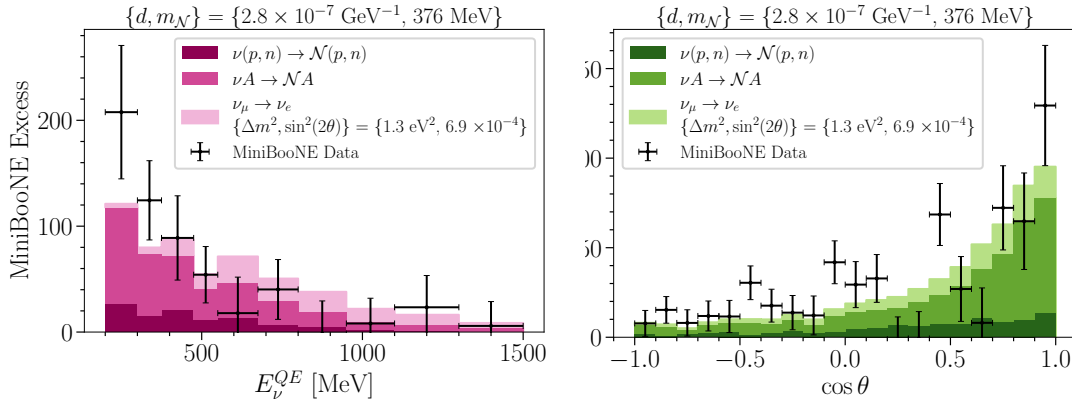 {d, m_𝒩} = {2.8 × 10⁻⁷ GeV⁻¹, 376 MeV}
ν(p, n) → 𝒩(p, n)
νA → 𝒩A
ν_μ → ν_e
{Δm², sin²(2θ)} = {1.3 eV², 6.9 ×10⁻⁴}
MiniBooNE Data
MiniBooNE Excess
200
100
0
500
1000
1500
E_ν^{QE} [MeV]
{d, m_𝒩} = {2.8 × 10⁻⁷ GeV⁻¹, 376 MeV}
ν(p, n) → 𝒩(p, n)
νA → 𝒩A
ν_μ → ν_e
{Δm², sin²(2θ)} = {1.3 eV², 6.9 ×10⁻⁴}
MiniBooNE Data
0
−1.0
−0.5
0.0
0.5
1.0
cos θ